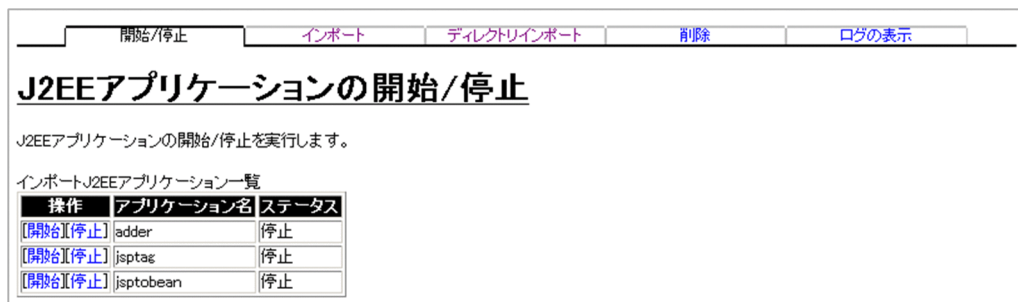 開始/停止 インポート ディレクトリインポート 削除 ログの表示
J2EEアプリケーションの開始/停止
J2EEアプリケーションの開始/停止を実行します。
インポートJ2EEアプリケーション一覧
操作 アプリケーション名 ステータス
[開始][停止] adder 停止
[開始][停止] jsptag 停止
[開始][停止] jsptobean 停止